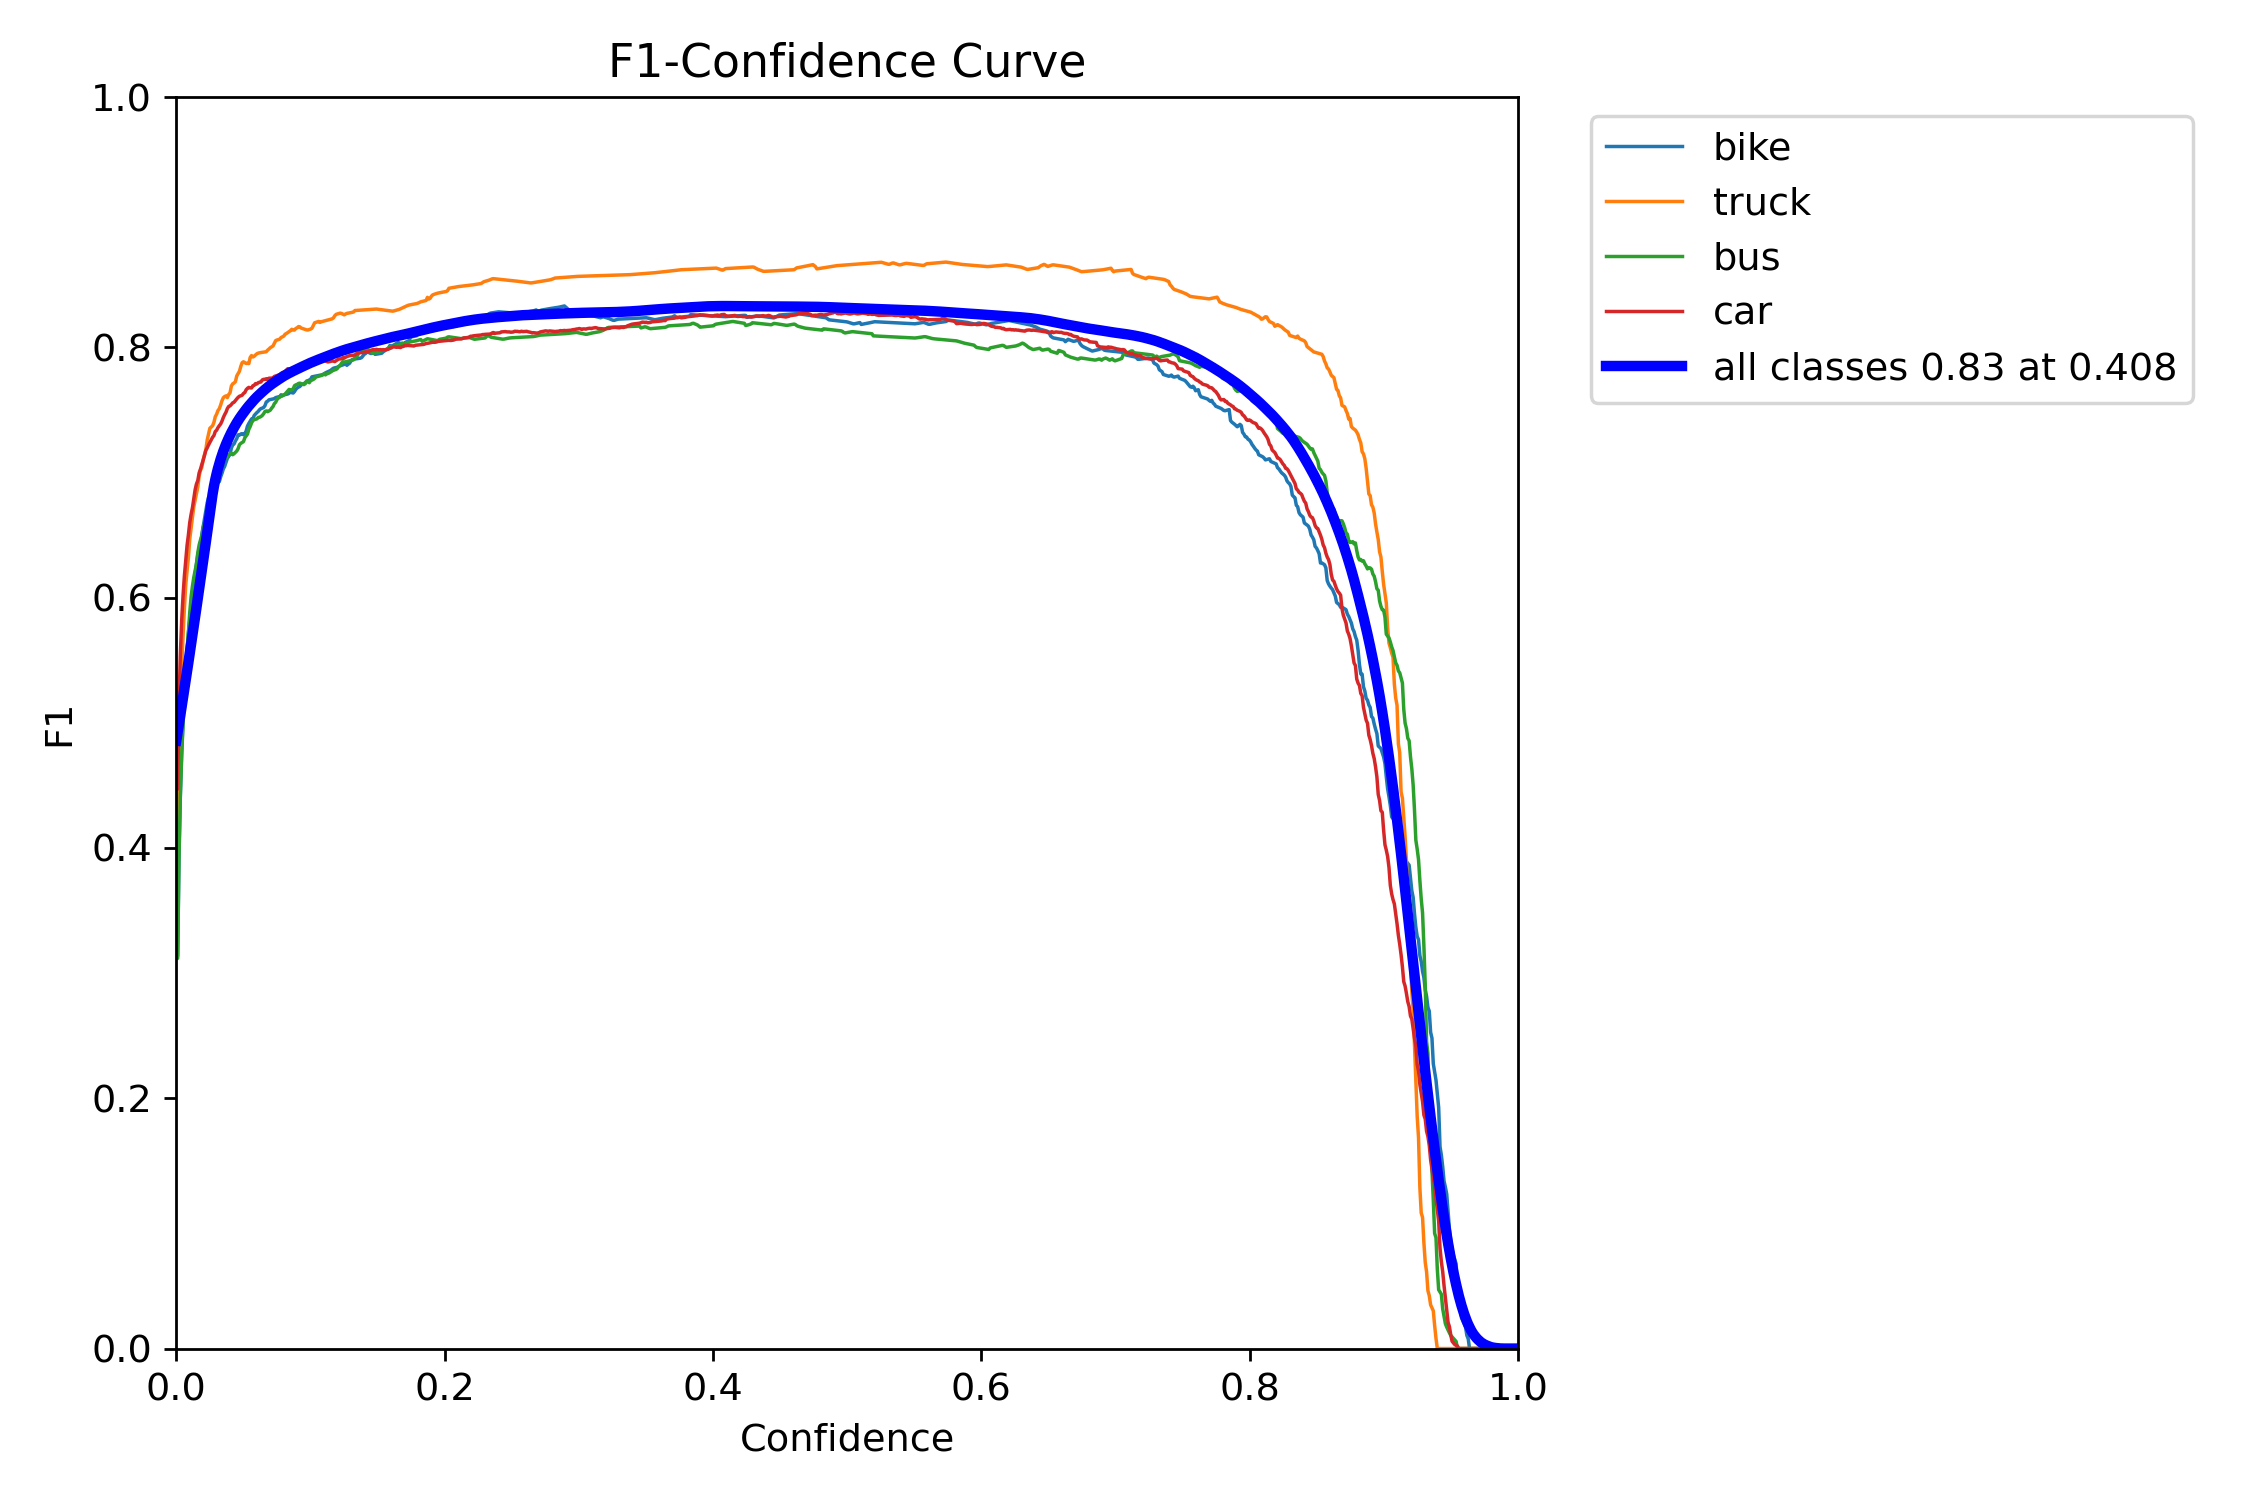 F1-Confidence Curve
1.0
0.8
0.6
0.4
0.2
0.0
F1
0.0 0.2 0.4 0.6 0.8 1.0
Confidence
bike
truck
bus
car
all classes 0.83 at 0.408